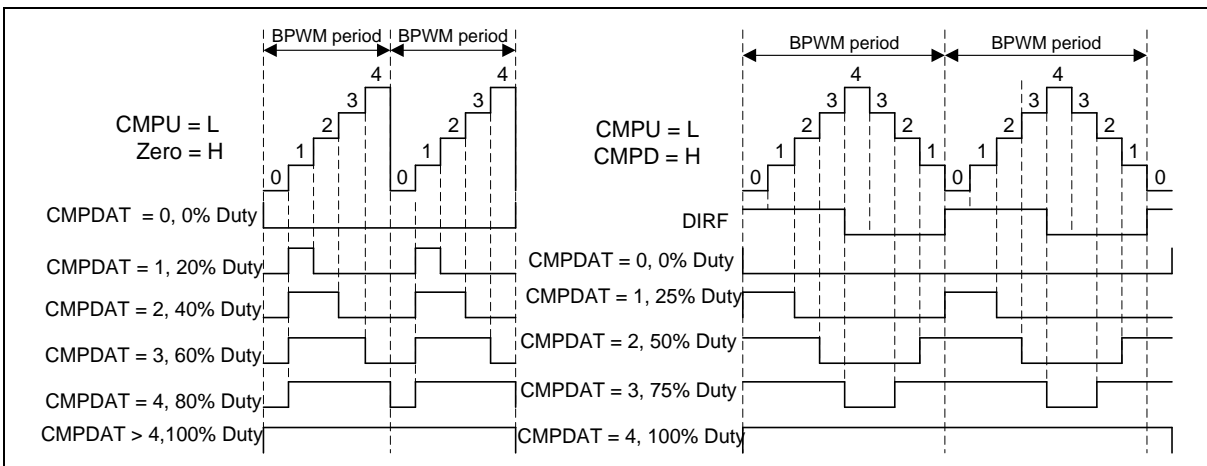 BPWM period BPWM period
4 4
3 3
2 2
1 1
0 0
CMPU = L
Zero = H
CMPDAT = 0, 0% Duty
CMPDAT = 1, 20% Duty
CMPDAT = 2, 40% Duty
CMPDAT = 3, 60% Duty
CMPDAT = 4, 80% Duty
CMPDAT > 4,100% Duty
BPWM period BPWM period
4 4
3 3 3 3
2 2 2 2
1 1 1 1
0 0 0
CMPU = L
CMPD = H
DIRF
CMPDAT = 0, 0% Duty
CMPDAT = 1, 25% Duty
CMPDAT = 2, 50% Duty
CMPDAT = 3, 75% Duty
CMPDAT = 4, 100% Duty